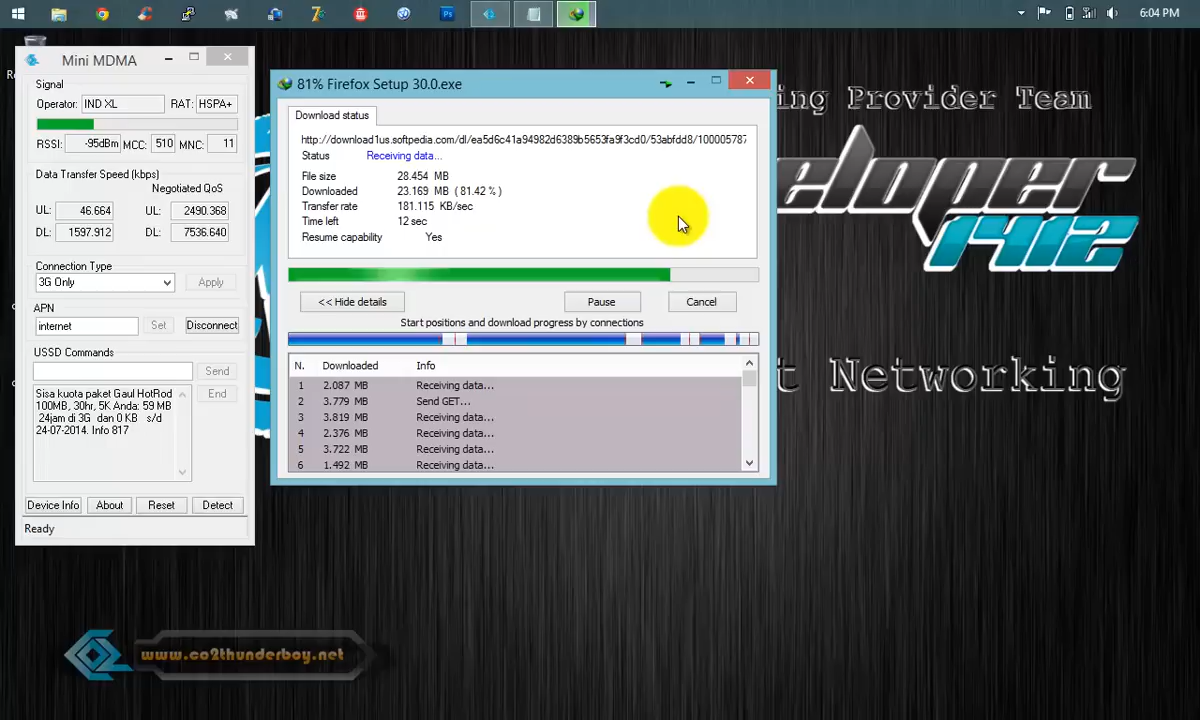 6:04 PM
Mini MDMA
Signal
Operator: IND XL RAT: HSPA+
RSSI: -95dBm MCC: 510 MNC: 11
Data Transfer Speed (kbps)
Negotiated QoS
UL: 46.664 UL: 2490.368
DL: 1597.912 DL: 7536.640
Connection Type
3G Only Apply
APN
internet Set Disconnect
USSD Commands
Send
End
Sisa kuota paket Gaul HotRod
100MB, 30hr, 5K Anda: 59 MB
24jam di 3G dan 0 KB s/d
24-07-2014. Info 817
Device Info About Reset Detect
Ready
81% Firefox Setup 30.0.exe
Download status
http://download1us.softpedia.com/dl/ea5d6c41a94982d6389b5653fa9f3cd0/53abfdd8/100005787
Status Receiving data...
File size 28.454 MB
Downloaded 23.169 MB ( 81.42 % )
Transfer rate 181.115 KB/sec
Time left 12 sec
Resume capability Yes
<< Hide details Pause Cancel
Start positions and download progress by connections
N. Downloaded Info
1 2.087 MB Receiving data...
2 3.779 MB Send GET...
3 3.819 MB Receiving data...
4 2.376 MB Receiving data...
5 3.722 MB Receiving data...
6 1.492 MB Receiving data...
ing Provider Team
eloper
1412
t Networking
www.co2thunderboy.net